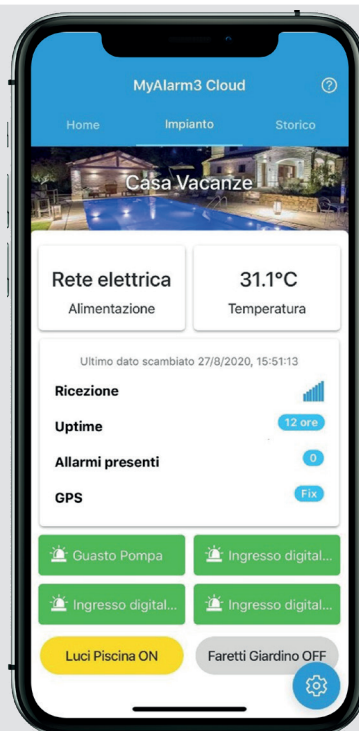 MyAlarm3 Cloud
Home Impianto Storico
Casa Vacanze
Rete elettrica 31.1°C
Alimentazione Temperatura
Ultimo dato scambiato 27/8/2020, 15:51:13
Ricezione
Uptime 12 ore
Allarmi presenti 0
GPS Fix
Guasto Pompa Ingresso digital...
Ingresso digital... Ingresso digital...
Luci Piscina ON Faretti Giardino OFF